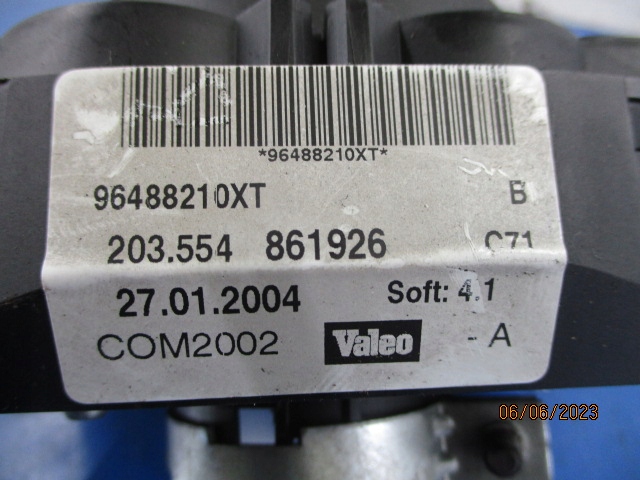 *96488210XT*
96488210XT B
203.554 861926 C71
27.01.2004 Soft: 4.1
COM2002 Valeo - A
06/06/2023